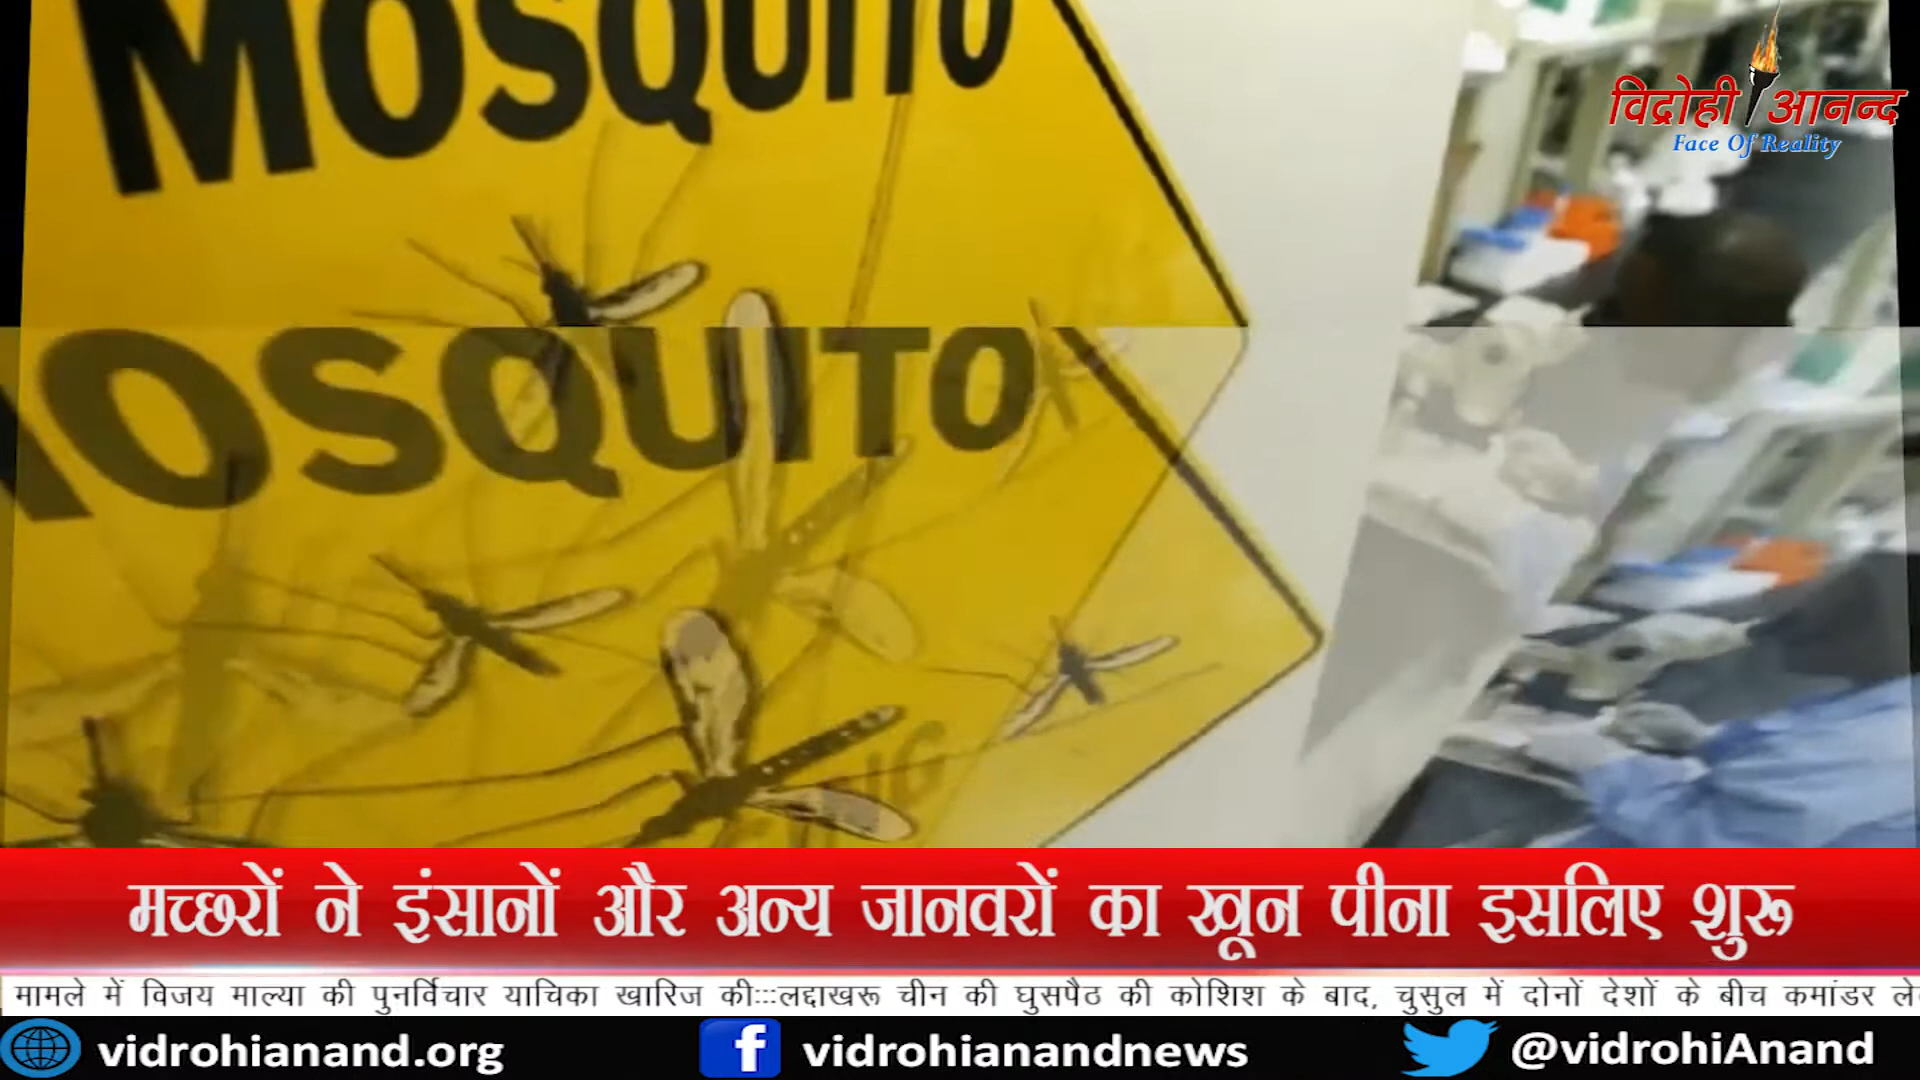 MOSQUITO
विद्रोही आनन्द
Face Of Reality
MOSQUITO
मच्छरों ने इंसानों और अन्य जानवरों का खून पीना इसलिए शुरू
मामले में विजय माल्या की पुनर्विचार याचिका खारिज की:::लद्दाखरू चीन की घुसपैठ की कोशिश के बाद, चुसुल में दोनों देशों के बीच कमांडर
vidrohianand.org
vidrohianandnews
@vidrohiAnand